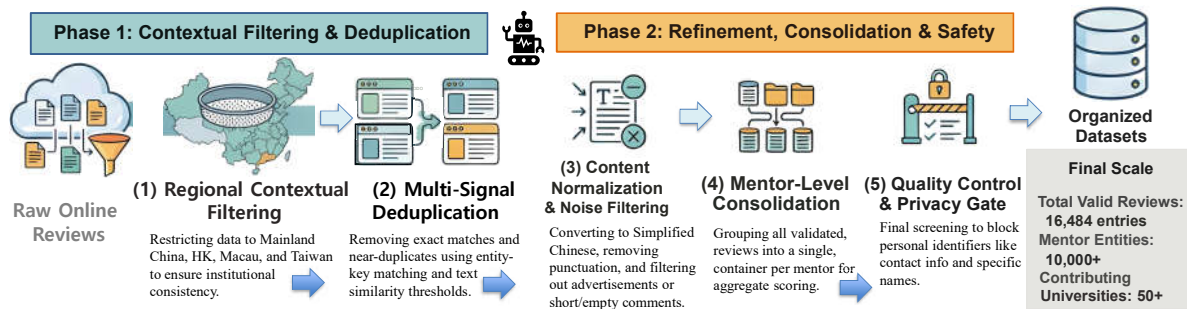 Phase 1: Contextual Filtering & Deduplication
Phase 2: Refinement, Consolidation & Safety
Raw Online
Reviews
(1) Regional Contextual
Filtering
Restricting data to Mainland
China, HK, Macau, and Taiwan
to ensure institutional
consistency.
(2) Multi-Signal
Deduplication
Removing exact matches and
near-duplicates using entity-
key matching and text
similarity thresholds.
T
(3) Content
Normalization
& Noise Filtering
Converting to Simplified
Chinese, removing
punctuation, and filtering
out advertisements or
short/empty comments.
(4) Mentor-Level
Consolidation
Grouping all validated,
reviews into a single,
container per mentor for
aggregate scoring.
(5) Quality Control
& Privacy Gate
Final screening to block
personal identifiers like
contact info and specific
names.
Organized
Datasets
Final Scale
Total Valid Reviews:
16,484 entries
Mentor Entities:
10,000+
Contributing
Universities: 50+